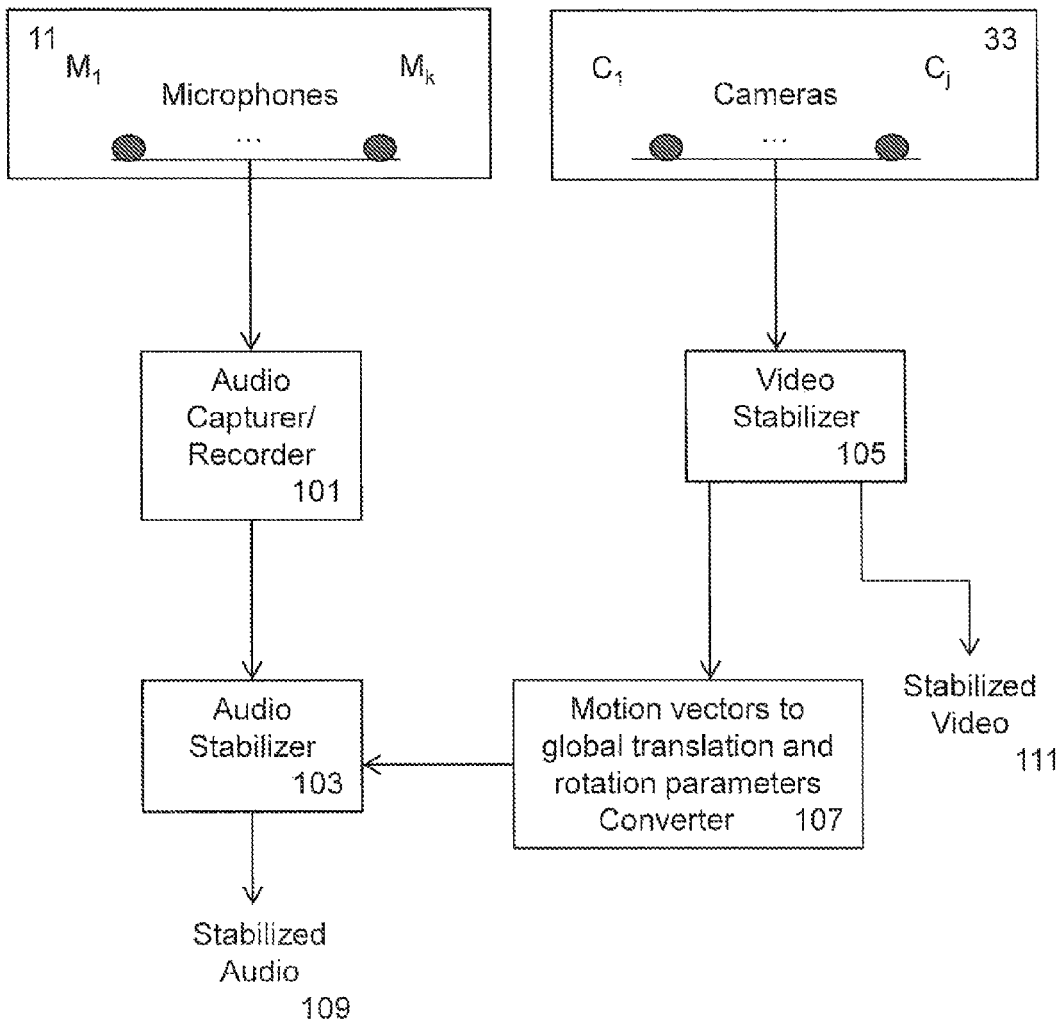 11
M1
Mk
Microphones
...
33
C1
Cj
Cameras
...
Audio
Capturer/
Recorder
101
Video
Stabilizer
105
Audio
Stabilizer
103
Motion vectors to
global translation and
rotation parameters
Converter 107
Stabilized
Video
111
Stabilized
Audio
109